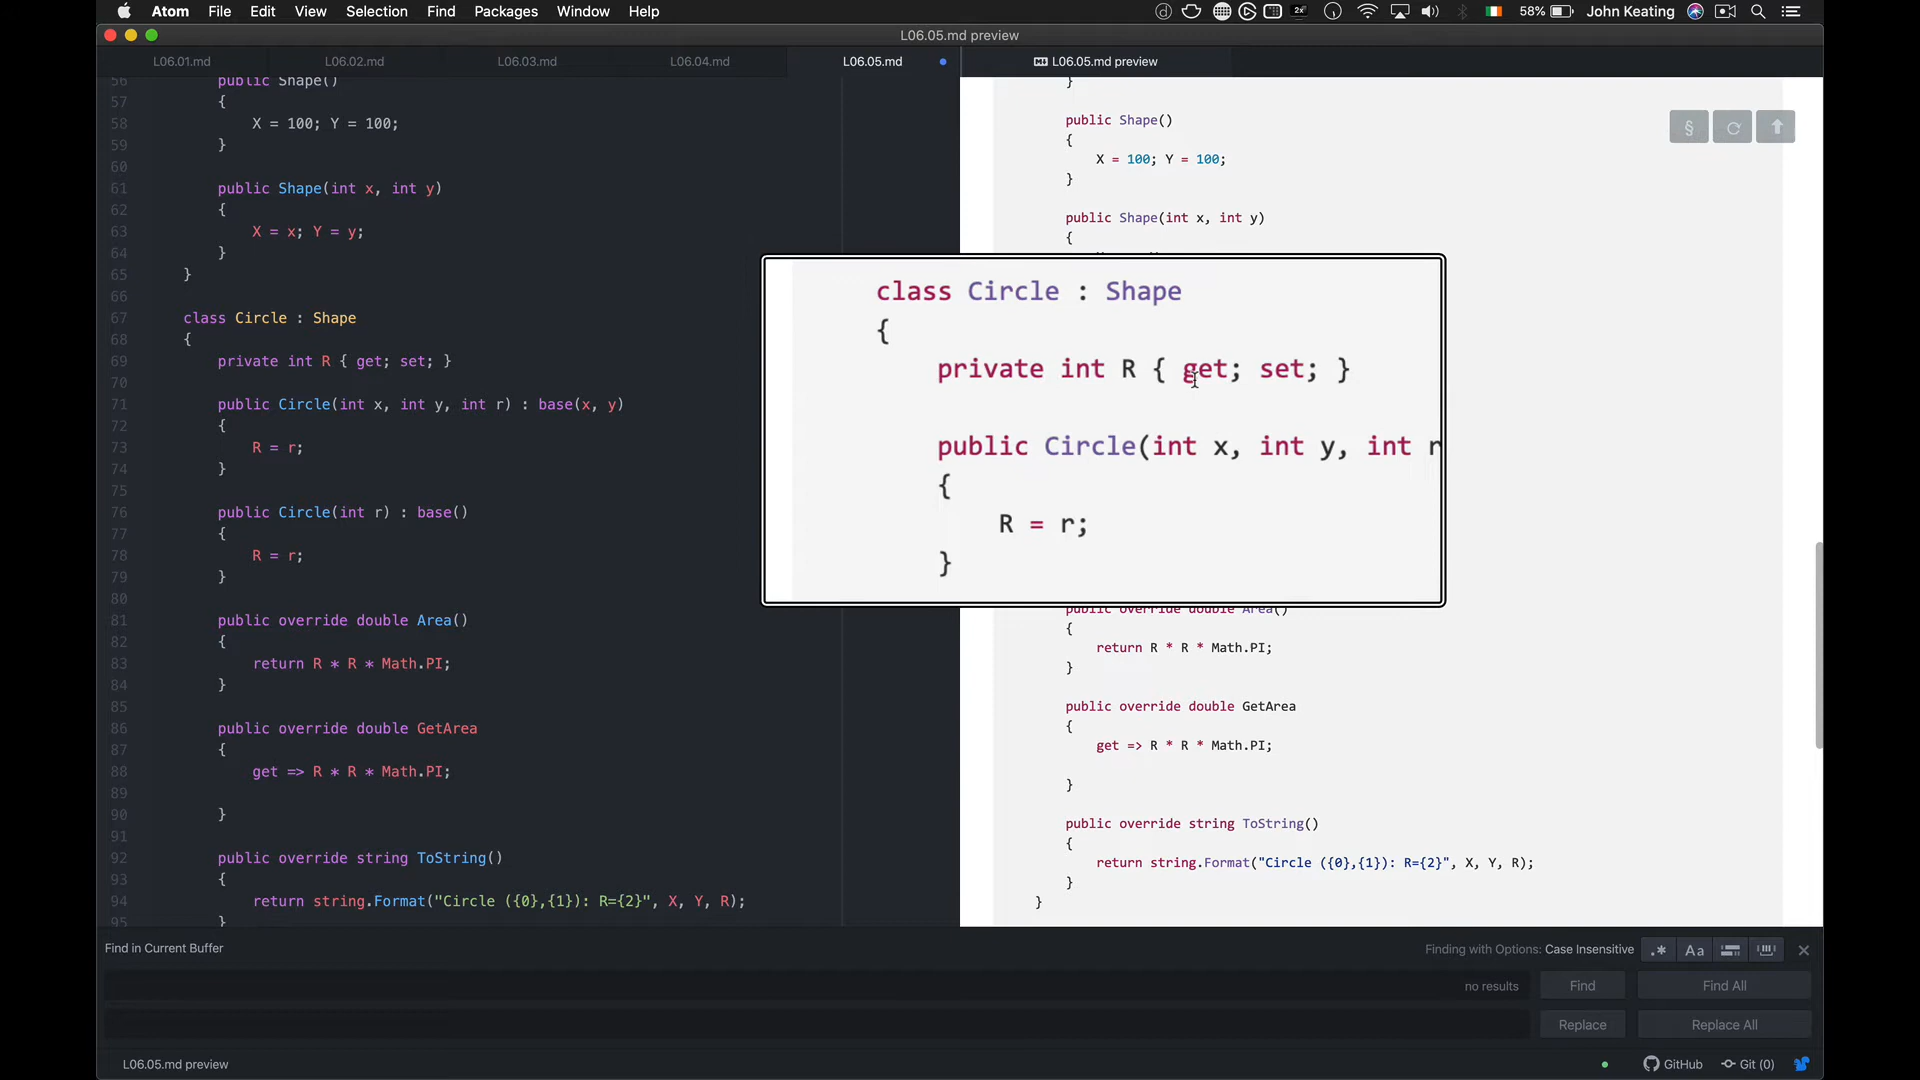 Atom File Edit View Selection Find Packages Window Help
2x 58% John Keating
L06.05.md preview
L06.01.md L06.02.md L06.03.md L06.04.md L06.05.md
L06.05.md preview
56 public Shape()
57 {
58 X = 100; Y = 100;
59 }
60
61 public Shape(int x, int y)
62 {
63 X = x; Y = y;
64 }
65 }
66
67 class Circle : Shape
68 {
69 private int R { get; set; }
70
71 public Circle(int x, int y, int r) : base(x, y)
72 {
73 R = r;
74 }
75
76 public Circle(int r) : base()
77 {
78 R = r;
79 }
80
81 public override double Area()
82 {
83 return R * R * Math.PI;
84 }
85
86 public override double GetArea
87 {
88 get => R * R * Math.PI;
89
90 }
91
92 public override string ToString()
93 {
94 return string.Format("Circle ({0},{1}): R={2}", X, Y, R);
95 }
}
public Shape()
{
X = 100; Y = 100;
}
public Shape(int x, int y)
{
class Circle : Shape
{
private int R { get; set; }
public Circle(int x, int y, int r
{
R = r;
}
public override double Area()
{
return R * R * Math.PI;
}
public override double GetArea
{
get => R * R * Math.PI;
}
public override string ToString()
{
return string.Format("Circle ({0},{1}): R={2}", X, Y, R);
}
}
§
Find in Current Buffer
Finding with Options: Case Insensitive .* Aa
no results Find Find All
Replace Replace All
L06.05.md preview
GitHub Git (0)